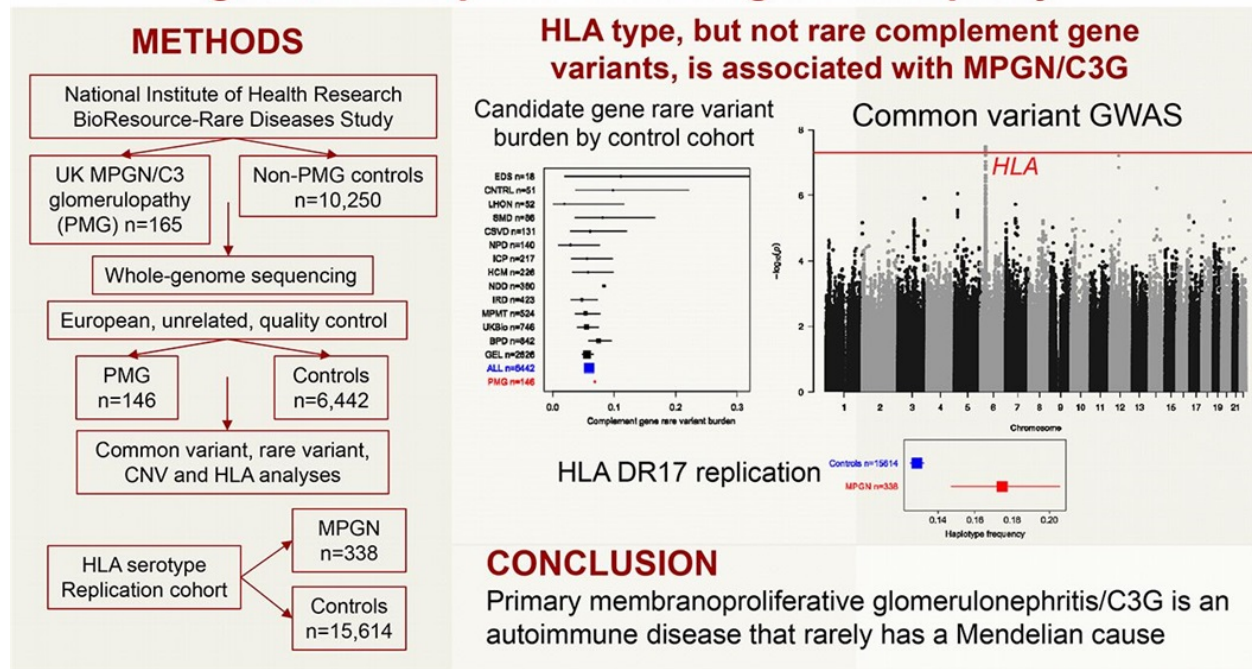 METHODS
National Institute of Health Research
BioResource-Rare Diseases Study
UK MPGN/C3
glomerulopathy
(PMG) n=165
Non-PMG controls
n=10,250
Whole-genome sequencing
European, unrelated, quality control
PMG
n=146
Controls
n=6,442
Common variant, rare variant,
CNV and HLA analyses
HLA serotype
Replication cohort
MPGN
n=338
Controls
n=15,614
HLA type, but not rare complement gene
variants, is associated with MPGN/C3G
Candidate gene rare variant
burden by control cohort
EDS n=18
CNTRL n=51
LHON n=52
SMD n=86
CSVD n=131
NPD n=140
ICP n=217
HCM n=226
NDD n=380
IRD n=423
MPMT n=524
UKBio n=746
BPD n=842
GEL n=2626
ALL n=6442
PMG n=146
0.0 0.1 0.2 0.3
Complement gene rare variant burden
Common variant GWAS
8
6
4
2
0
-log10(p)
HLA
1 2 3 4 5 6 7 8 9 10 11 12 13 15 17 19 21
Chromosome
HLA DR17 replication
Controls n=15614
MPGN n=338
0.14 0.16 0.18 0.20
Haplotype frequency
CONCLUSION
Primary membranoproliferative glomerulonephritis/C3G is an
autoimmune disease that rarely has a Mendelian cause